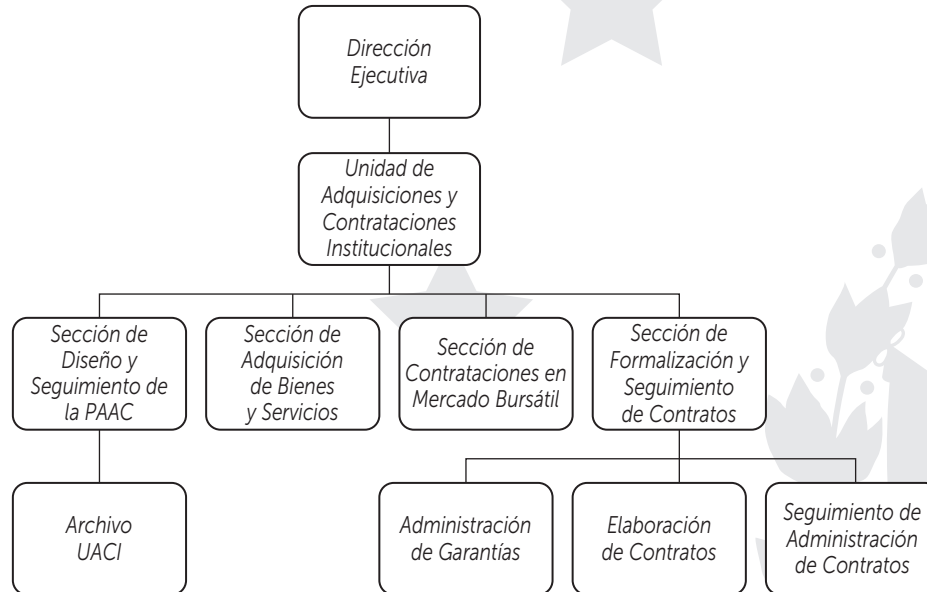 Dirección
Ejecutiva
Unidad de
Adquisiciones y
Contrataciones
Institucionales
Sección de
Diseño y
Seguimiento de
la PAAC
Sección de
Adquisición
de Bienes
y Servicios
Sección de
Contrataciones en
Mercado Bursátil
Sección de
Formalización y
Seguimiento
de Contratos
Archivo
UACI
Administración
de Garantías
Elaboración
de Contratos
Seguimiento de
Administración
de Contratos